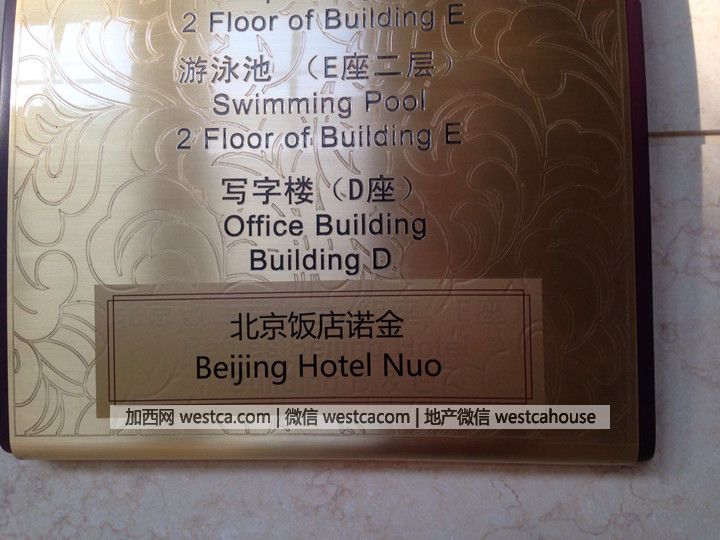 2 Floor of Building E
游泳池 （E座二层）
Swimming Pool
2 Floor of Building E
写字楼（D座）
Office Building
Building D
北京饭店诺金
Beijing Hotel Nuo
加西网 westca.com | 微信 westcacom | 地产微信 westcahouse